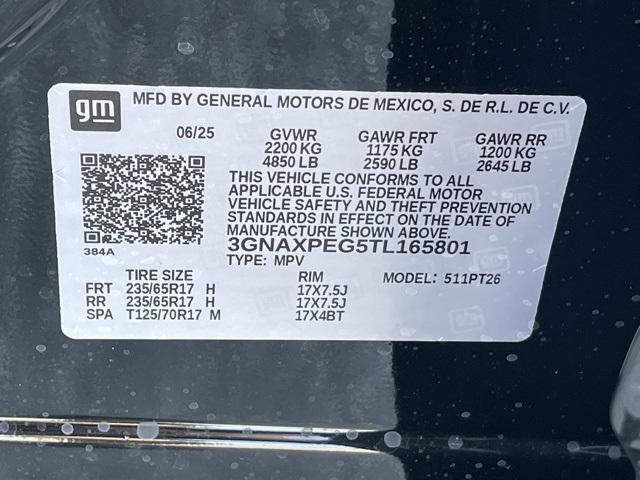 gm
MFD BY GENERAL MOTORS DE MEXICO, S. DE R.L. DE C.V.
06/25 GVWR GAWR FRT GAWR RR
2200 KG 1175 KG 1200 KG
4850 LB 2590 LB 2645 LB
THIS VEHICLE CONFORMS TO ALL
APPLICABLE U.S. FEDERAL MOTOR
VEHICLE SAFETY AND THEFT PREVENTION
STANDARDS IN EFFECT ON THE DATE OF
MANUFACTURE SHOWN ABOVE.
384A 3GNAXPEG5TL165801
TYPE: MPV
TIRE SIZE RIM MODEL: 511PT26
FRT 235/65R17 H 17X7.5J
RR 235/65R17 H 17X7.5J
SPA T125/70R17 M 17X4BT